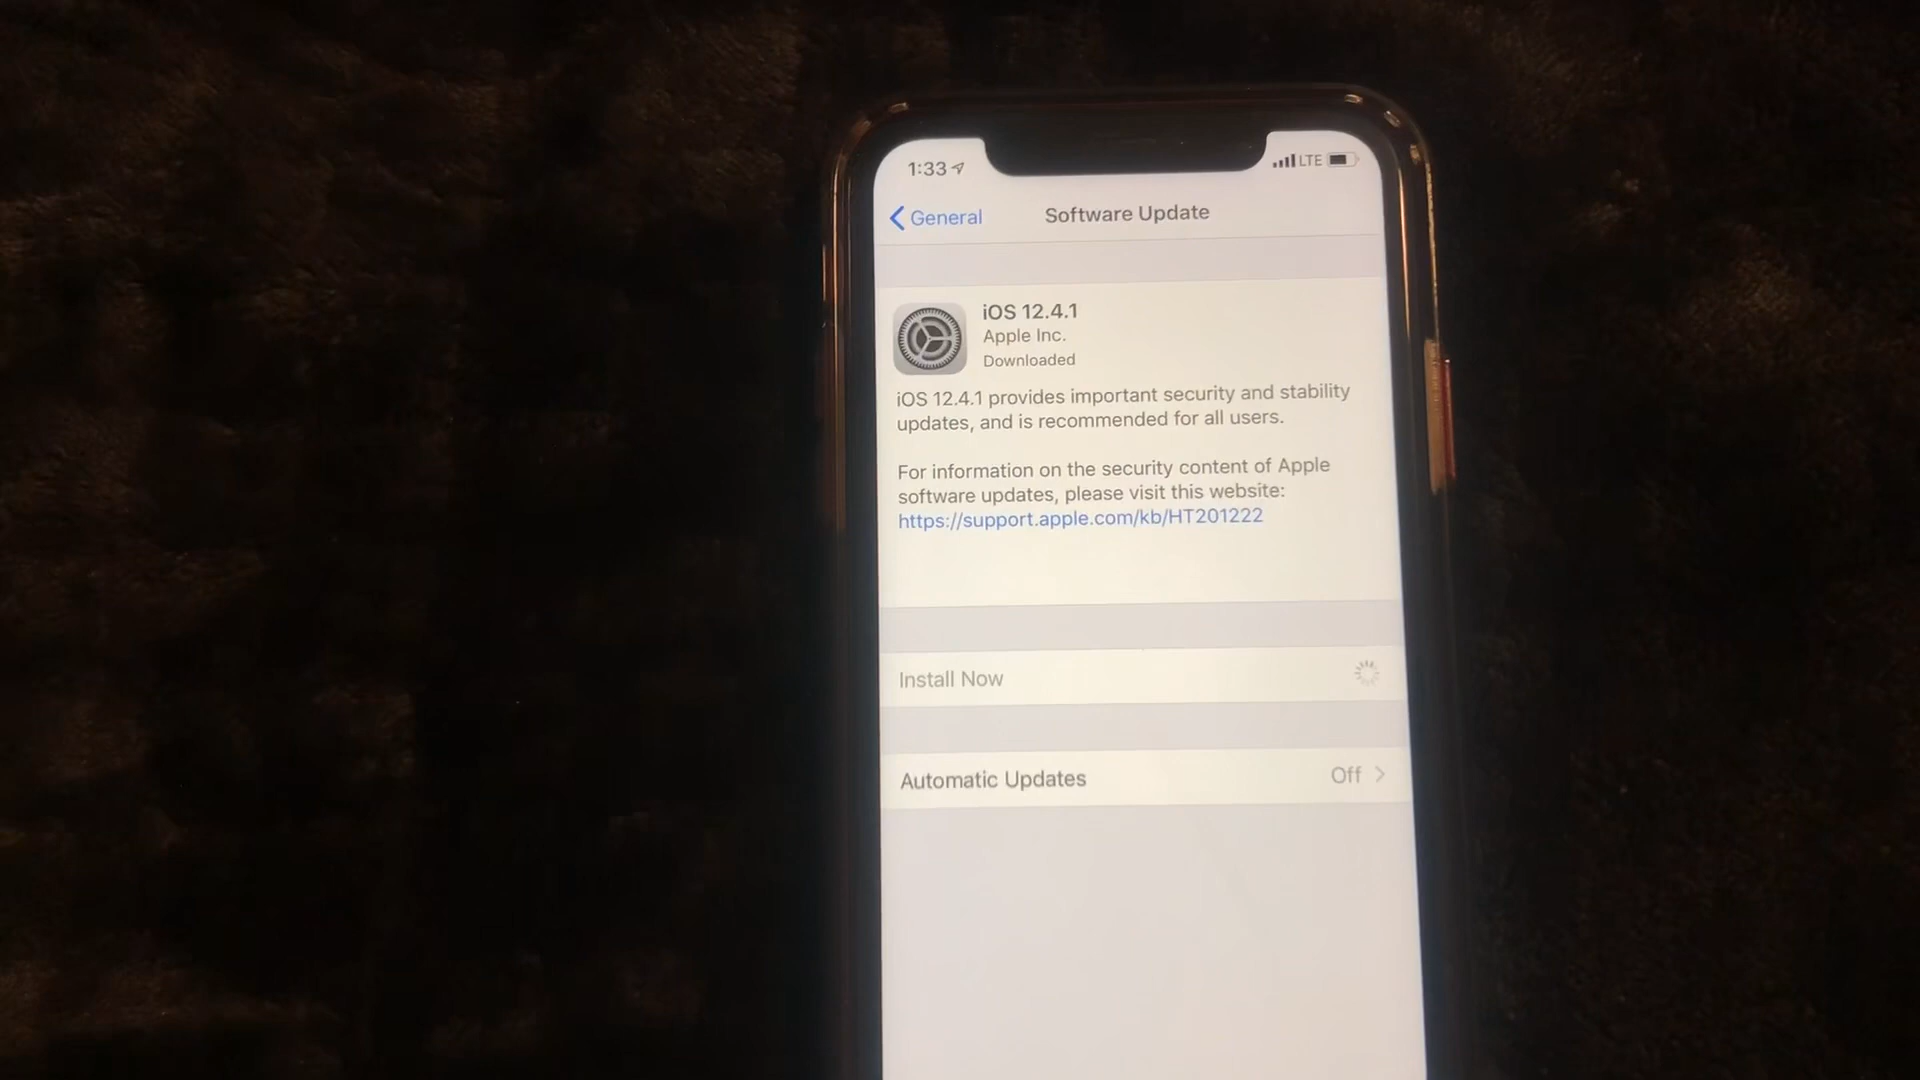 1:33
LTE
General
Software Update
iOS 12.4.1
Apple Inc.
Downloaded
iOS 12.4.1 provides important security and stability
updates, and is recommended for all users.
For information on the security content of Apple
software updates, please visit this website:
https://support.apple.com/kb/HT201222
Install Now
Automatic Updates Off